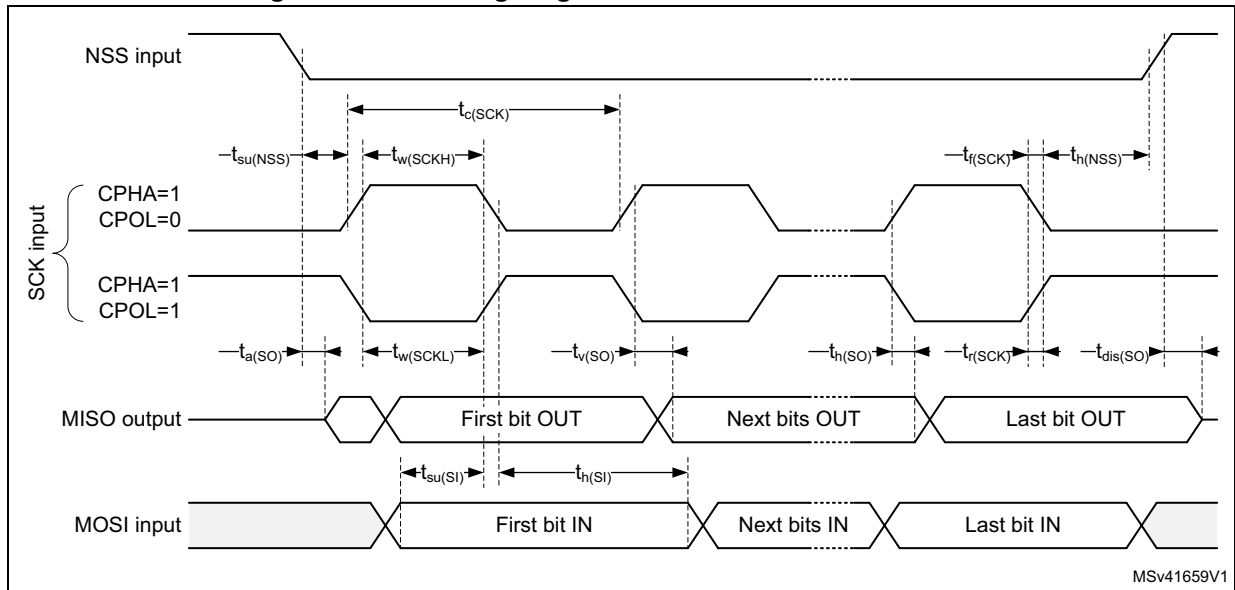 NSS input
tc(SCK)
tsu(NSS)
tw(SCKH)
tf(SCK)
th(NSS)
SCK input
CPHA=1
CPOL=0
CPHA=1
CPOL=1
ta(SO)
tw(SCKL)
tv(SO)
th(SO)
tr(SCK)
tdis(SO)
MISO output
First bit OUT
Next bits OUT
Last bit OUT
tsu(SI)
th(SI)
MOSI input
First bit IN
Next bits IN
Last bit IN
MSv41659V1